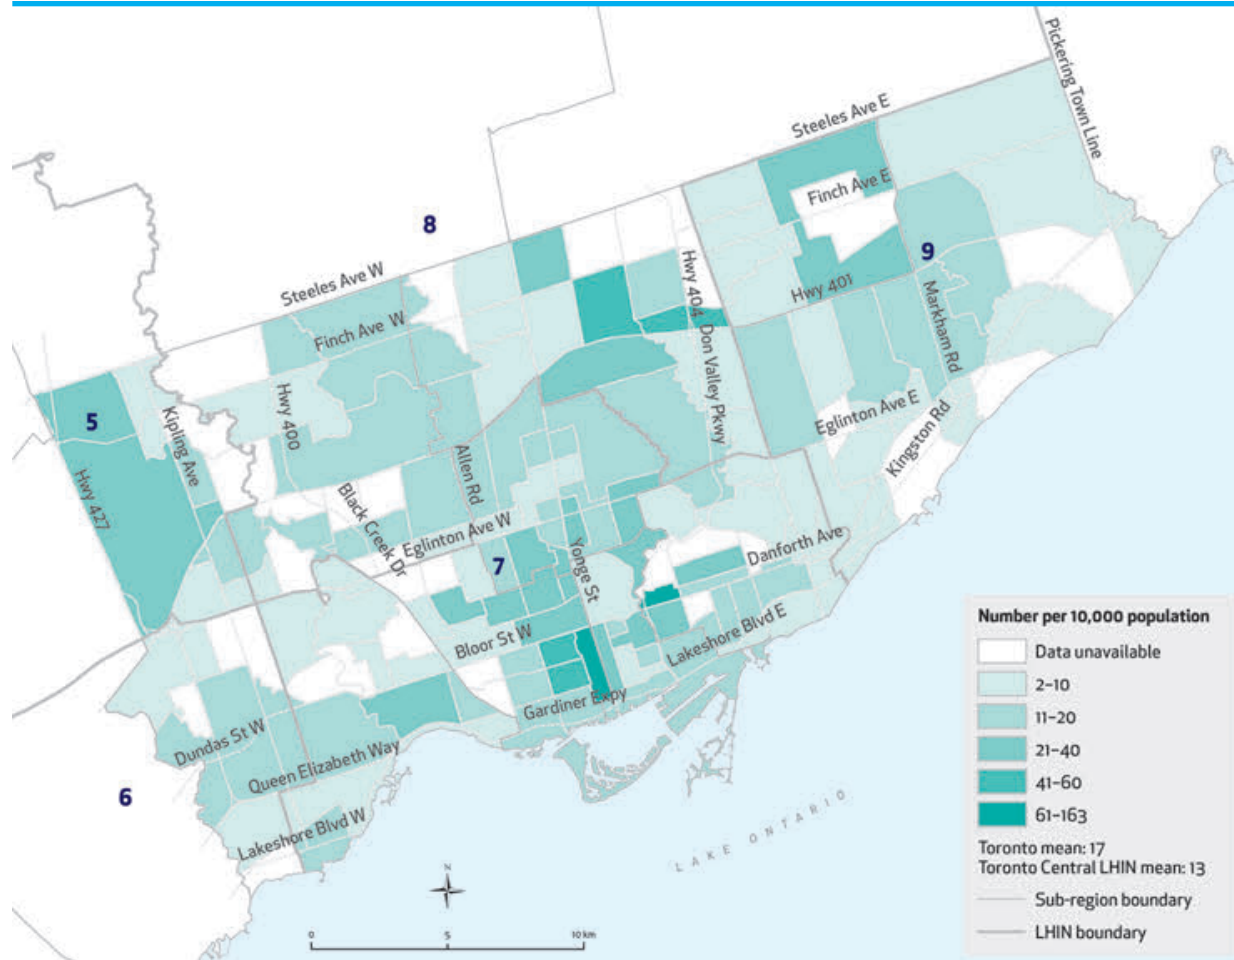 Pickering Town Line
Steeles Ave E
Finch Ave E
8
9
Steeles Ave W
Hwy 404
Hwy 401
Markham Rd
Finch Ave W
Don Valley Pkwy
5
Kipling Ave
Hwy 400
Eglinton Ave E
Kingston Rd
Hwy 427
Allen Rd
Black Creek Dr
Eglinton Ave W
Yonge St
Danforth Ave
7
Bloor St W
Lakeshore Blvd E
Gardiner Expy
Dundas St W
Queen Elizabeth Way
6
Lakeshore Blvd W
LAKE ONTARIO
N
0 5 10 km
Number per 10,000 population
Data unavailable
2–10
11–20
21–40
41–60
61–163
Toronto mean: 17
Toronto Central LHIN mean: 13
Sub-region boundary
LHIN boundary